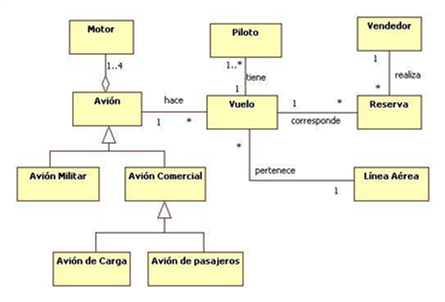 Motor
Piloto
Vendedor
1..4
1..*
1
tiene
realiza
hace
1
*
Avión
Vuelo
Reserva
1
*
1
*
corresponde
*
pertenece
1
Avión Militar
Avión Comercial
Línea Aérea
Avión de Carga
Avión de pasajeros